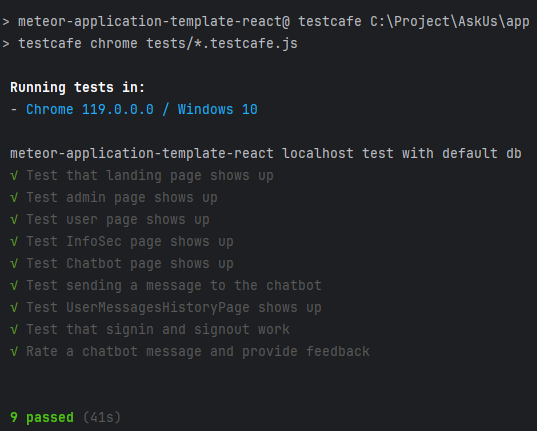 > meteor-application-template-react@ testcafe C:\Project\AskUs\app
> testcafe chrome tests/*.testcafe.js
Running tests in:
- Chrome 119.0.0.0 / Windows 10
meteor-application-template-react localhost test with default db
√ Test that landing page shows up
√ Test admin page shows up
√ Test user page shows up
√ Test InfoSec page shows up
√ Test Chatbot page shows up
√ Test sending a message to the chatbot
√ Test UserMessagesHistoryPage shows up
√ Test that signin and signout work
√ Rate a chatbot message and provide feedback
9 passed (41s)